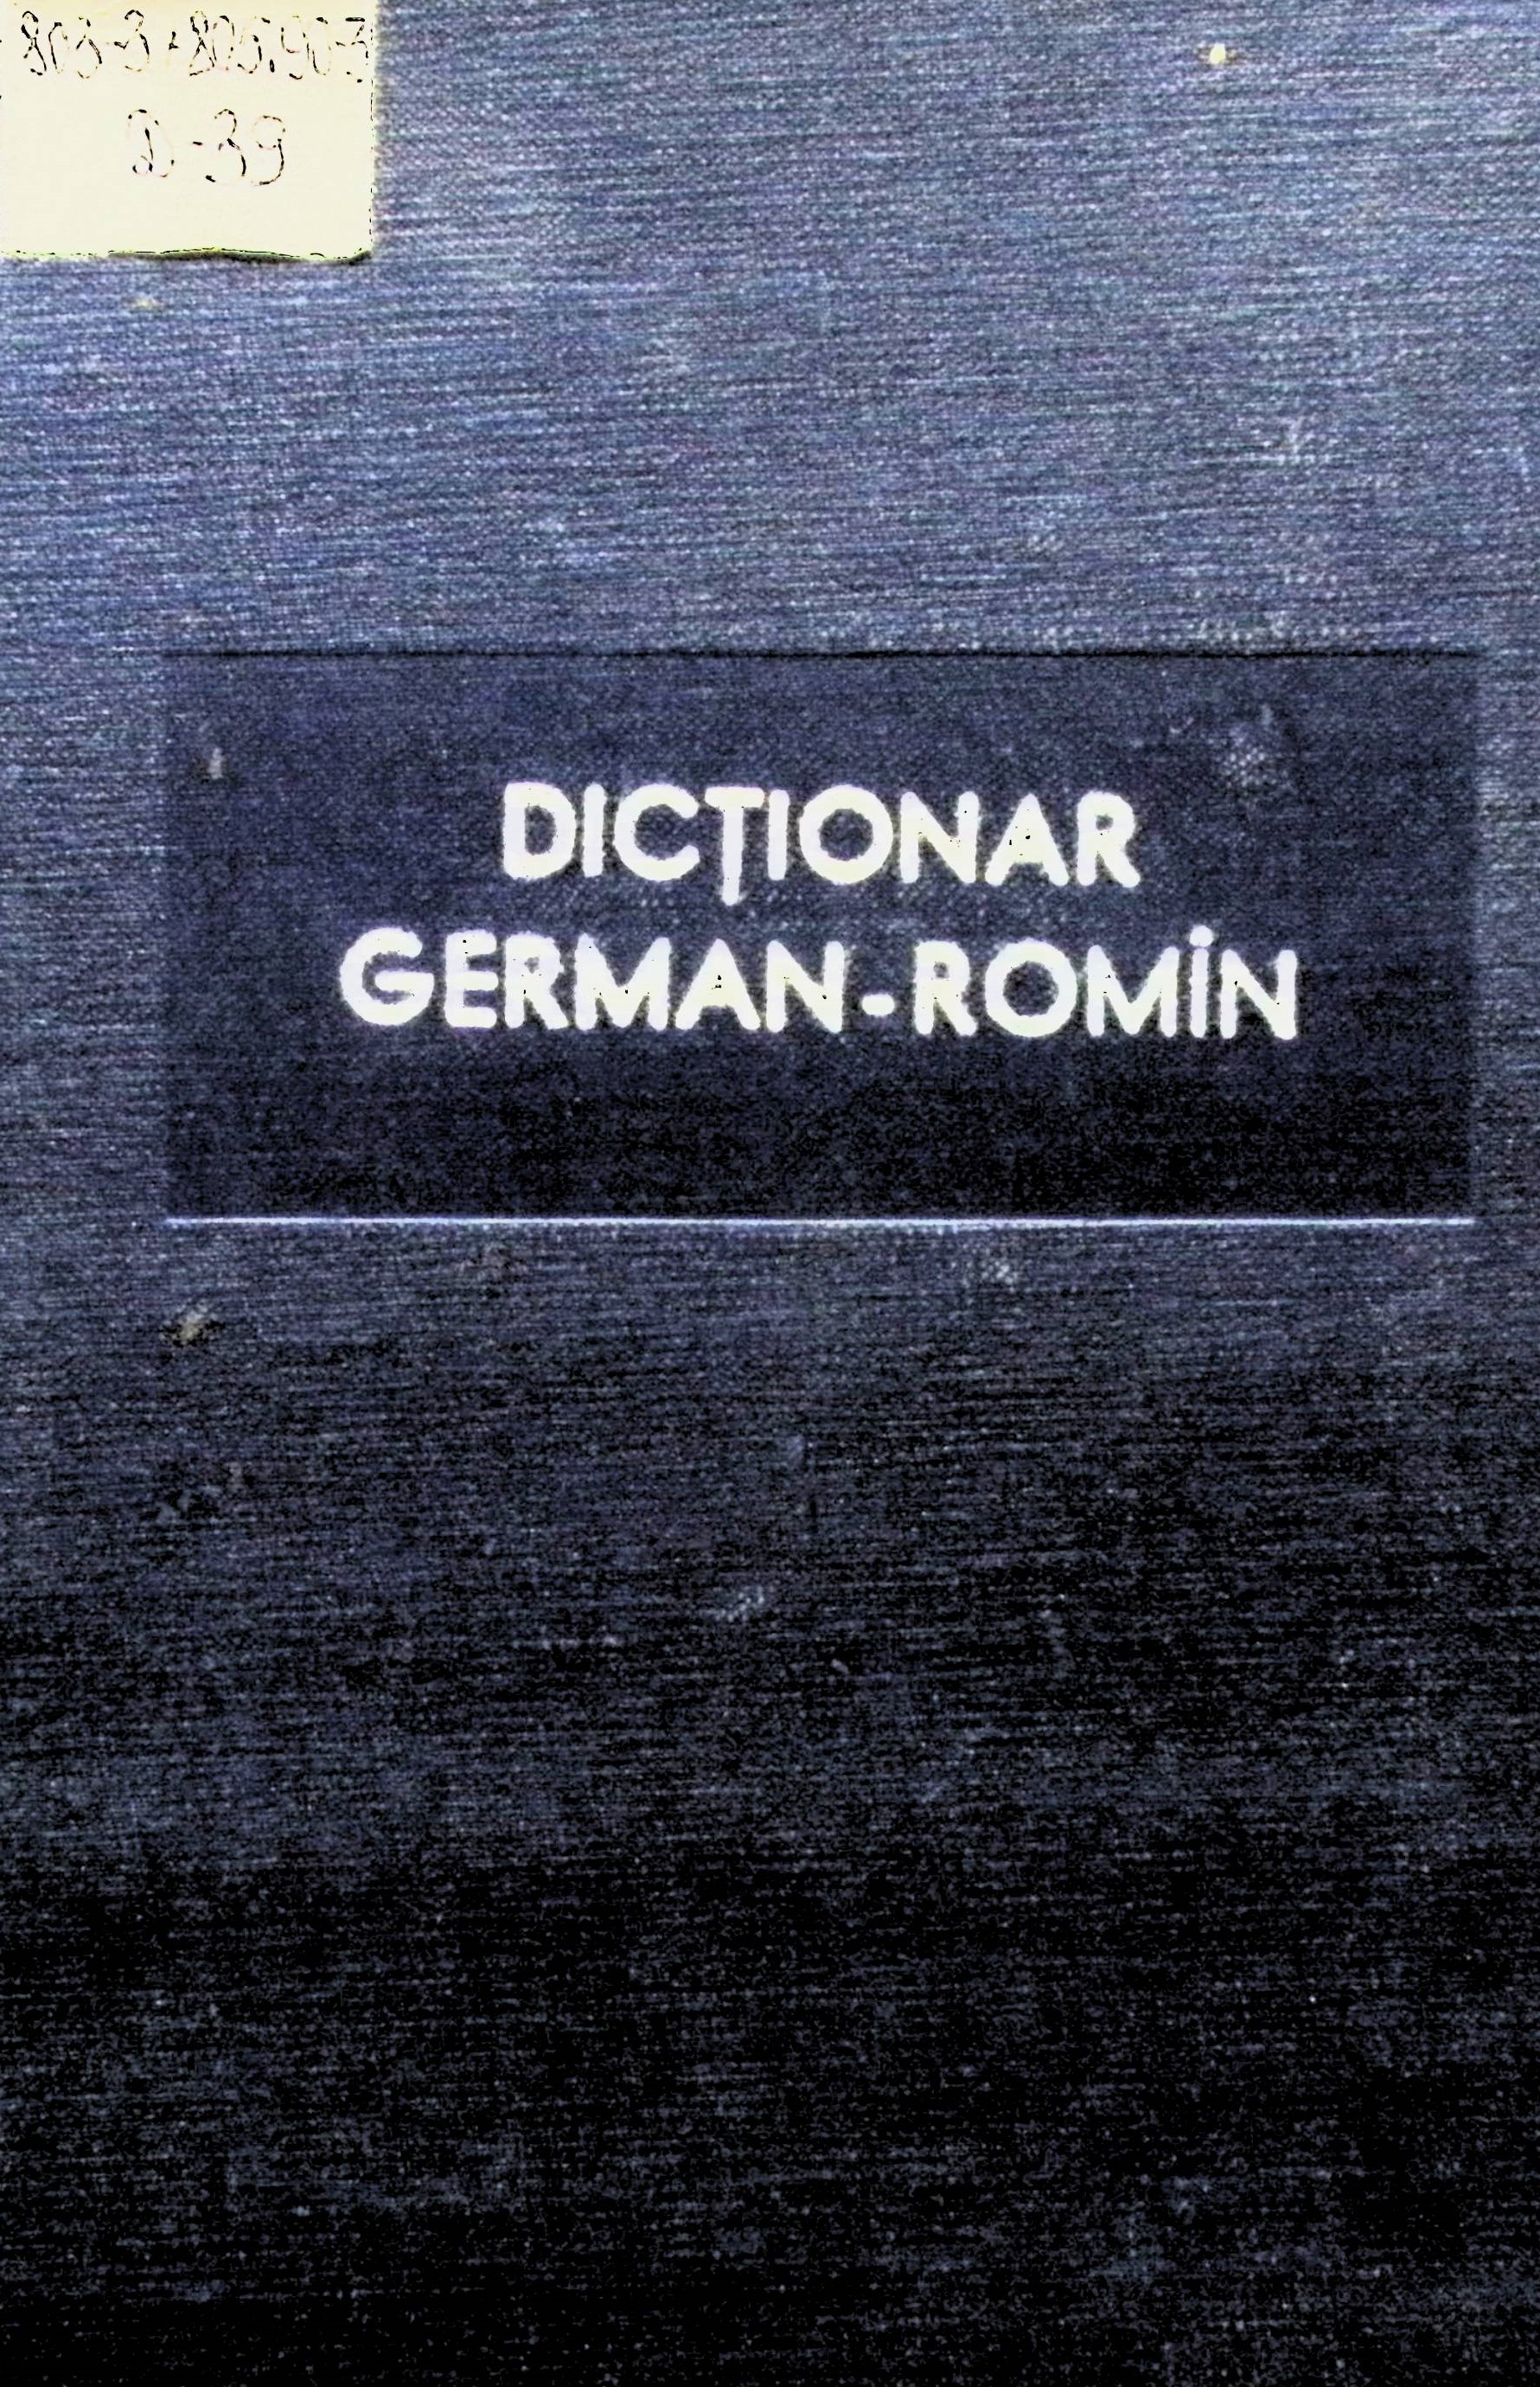 803-3+805.90-3
D-39
DICȚIONAR
GERMAN-ROMÎN